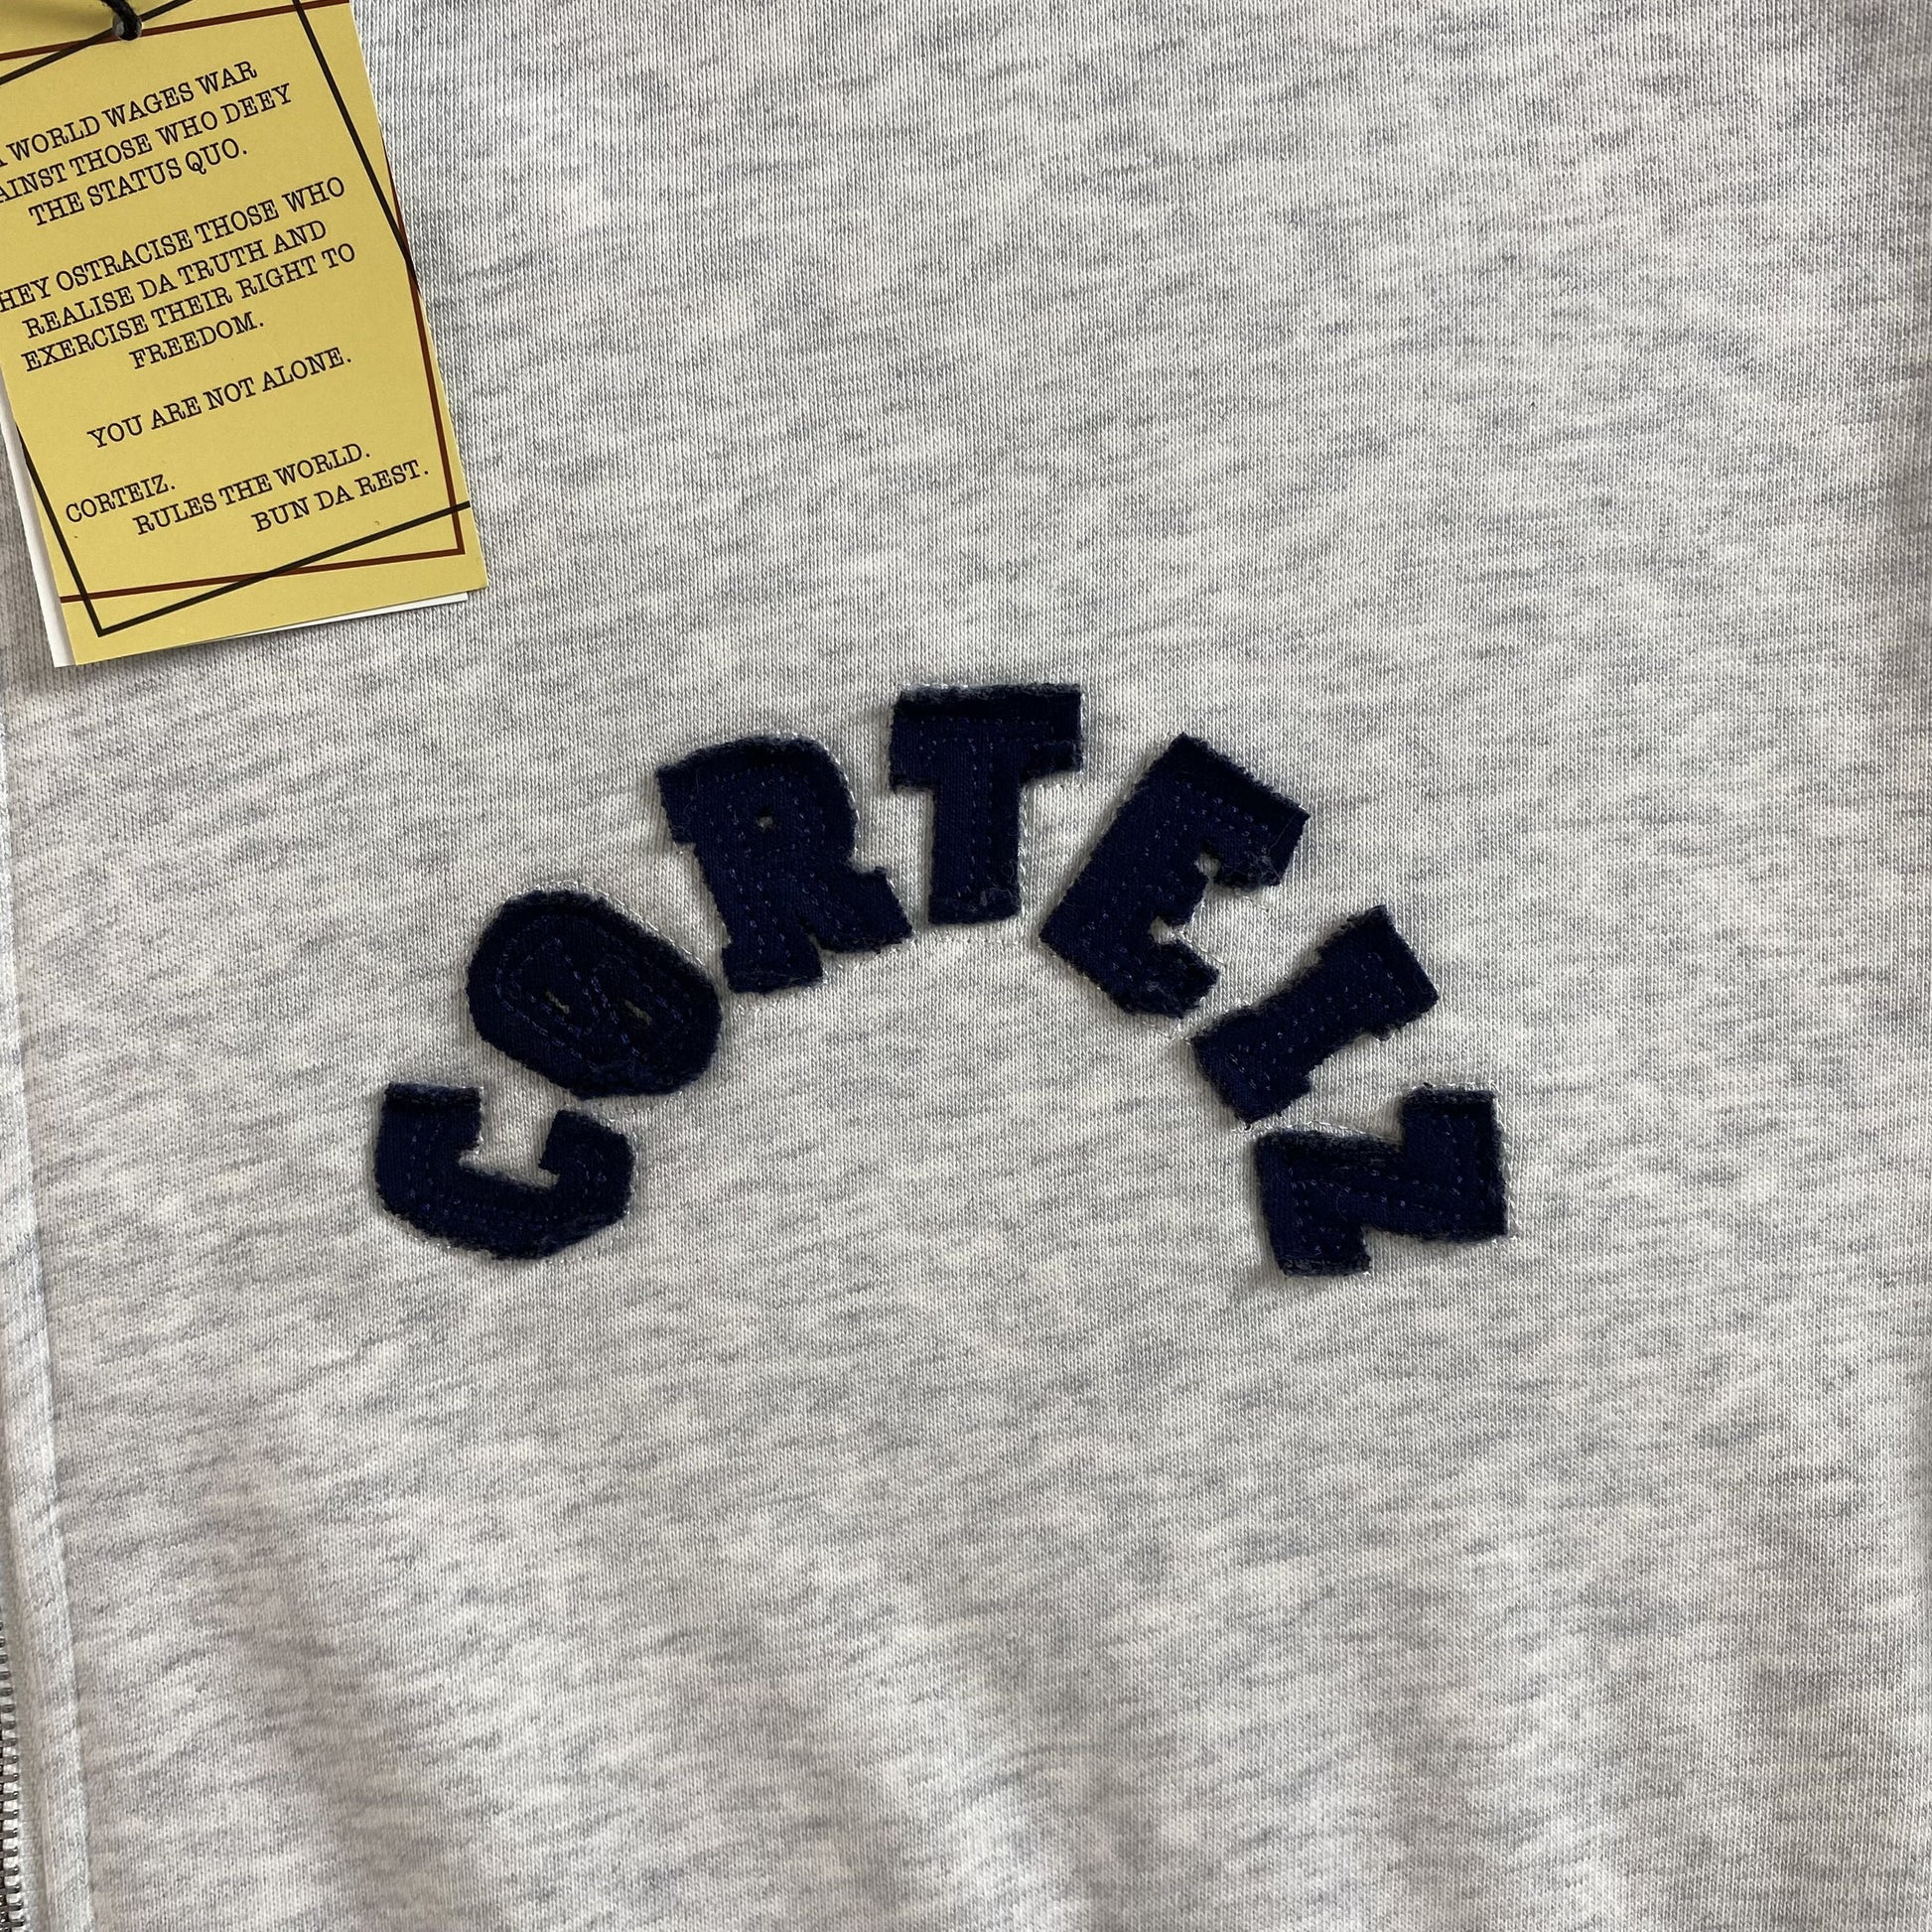 A WORLD WAGES WAR
AINST THOSE WHO DEEY
THE STATUS QUO.
HEY OSTRACISE THOSE WHO
REALISE DA TRUTH AND
EXERCISE THEIR RIGHT TO
FREEDOM.
YOU ARE NOT ALONE.
CORTEIZ.
RULES THE WORLD.
BUN DA REST.
CORTEIZ